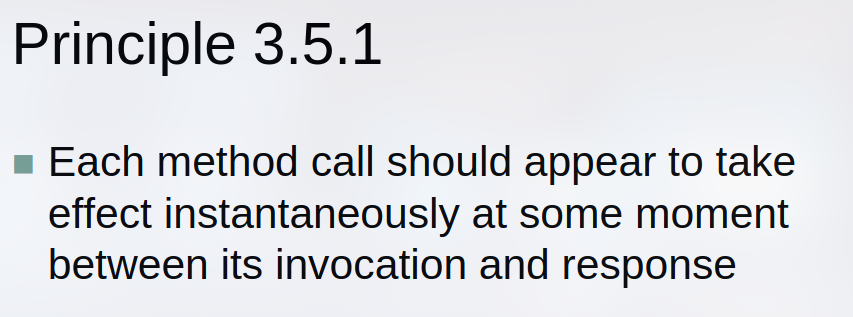 Principle 3.5.1
Each method call should appear to take
effect instantaneously at some moment
between its invocation and response